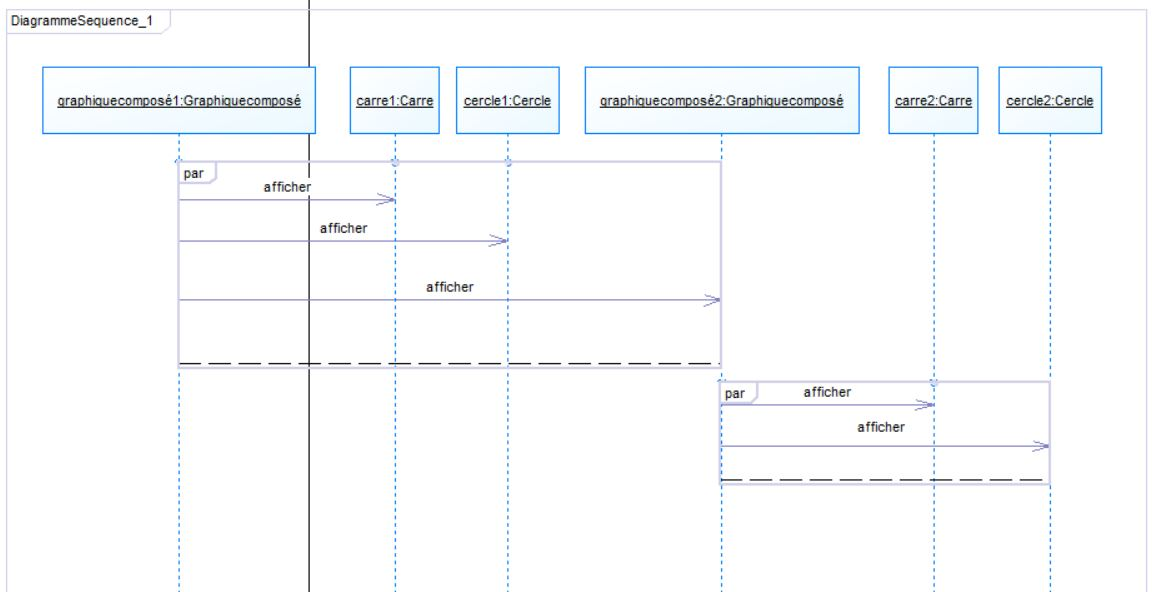 DiagrammeSequence_1
graphiquecomposé1:Graphiquecomposé
carre1:Carre
cercle1:Cercle
graphiquecomposé2:Graphiquecomposé
carre2:Carre
cercle2:Cercle
par
afficher
afficher
afficher
par
afficher
afficher